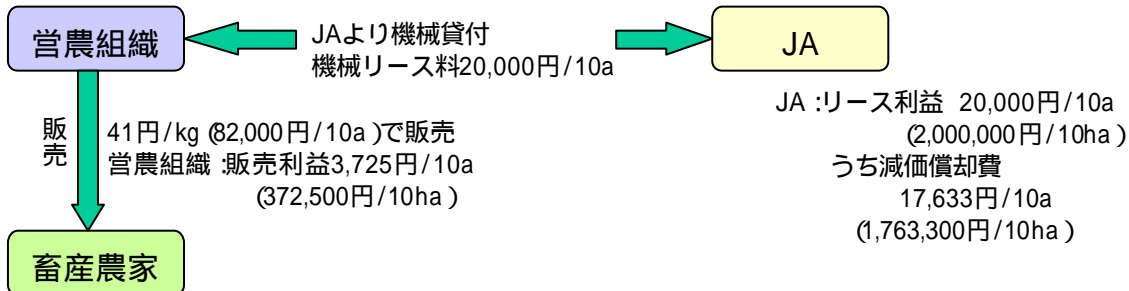 営農組織
JAより機械貸付
機械リース料20,000円/10a
JA
JA :リース利益 20,000円/10a
(2,000,000円/10ha)
うち減価償却費
17,633円/10a
(1,763,300円/10ha)
販売
41円/kg (82,000円/10a)で販売
営農組織 :販売利益3,725円/10a
(372,500円/10ha)
畜産農家